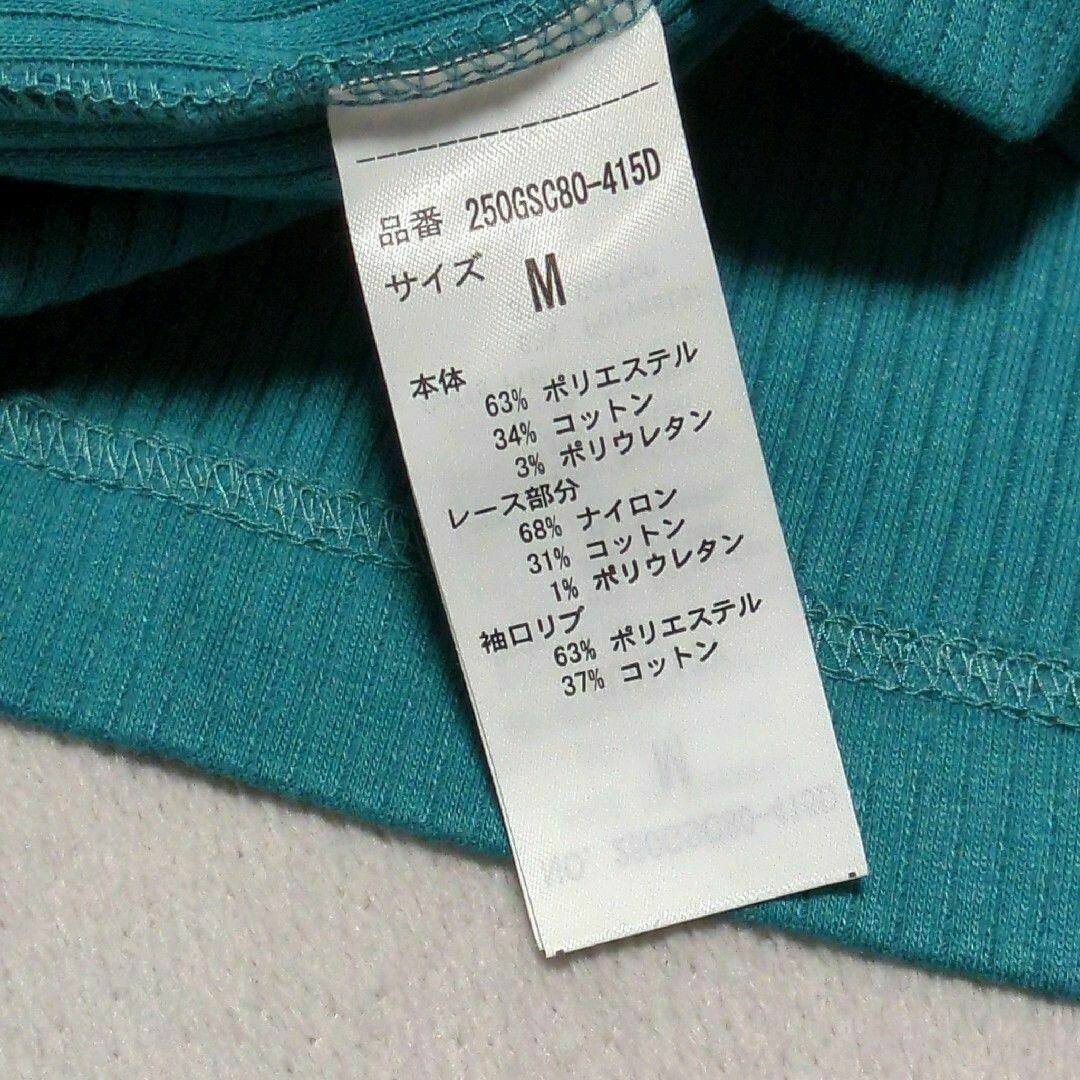 品番 250GSC80-415D
サイズ M
本体
63% ポリエステル
34% コットン
3% ポリウレタン
レース部分
68% ナイロン
31% コットン
1% ポリウレタン
袖口リブ
63% ポリエステル
37% コットン